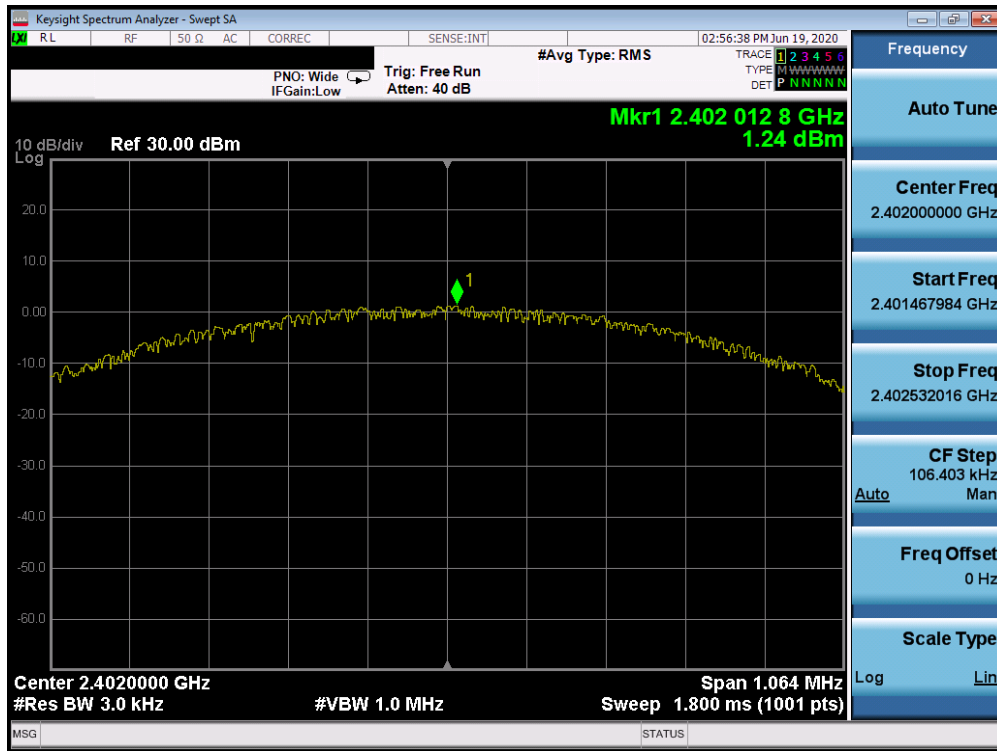 Keysight Spectrum Analyzer - Swept SA
LXI RL RF 50 Ω AC CORREC SENSE:INT 02:56:38 PM Jun 19, 2020
#Avg Type: RMS TRACE 1 2 3 4 5 6
PNO: Wide Trig: Free Run TYPE M WWWWW
IFGain:Low Atten: 40 dB DET P N N N N N
Mkr1 2.402 012 8 GHz
1.24 dBm
10 dB/div Ref 30.00 dBm
Log
20.0
10.0
1
0.00
-10.0
-20.0
-30.0
-40.0
-50.0
-60.0
Center 2.4020000 GHz Span 1.064 MHz
#Res BW 3.0 kHz #VBW 1.0 MHz Sweep 1.800 ms (1001 pts)
MSG STATUS
Frequency
Auto Tune
Center Freq
2.402000000 GHz
Start Freq
2.401467984 GHz
Stop Freq
2.402532016 GHz
CF Step
106.403 kHz
Auto Man
Freq Offset
0 Hz
Scale Type
Log Lin